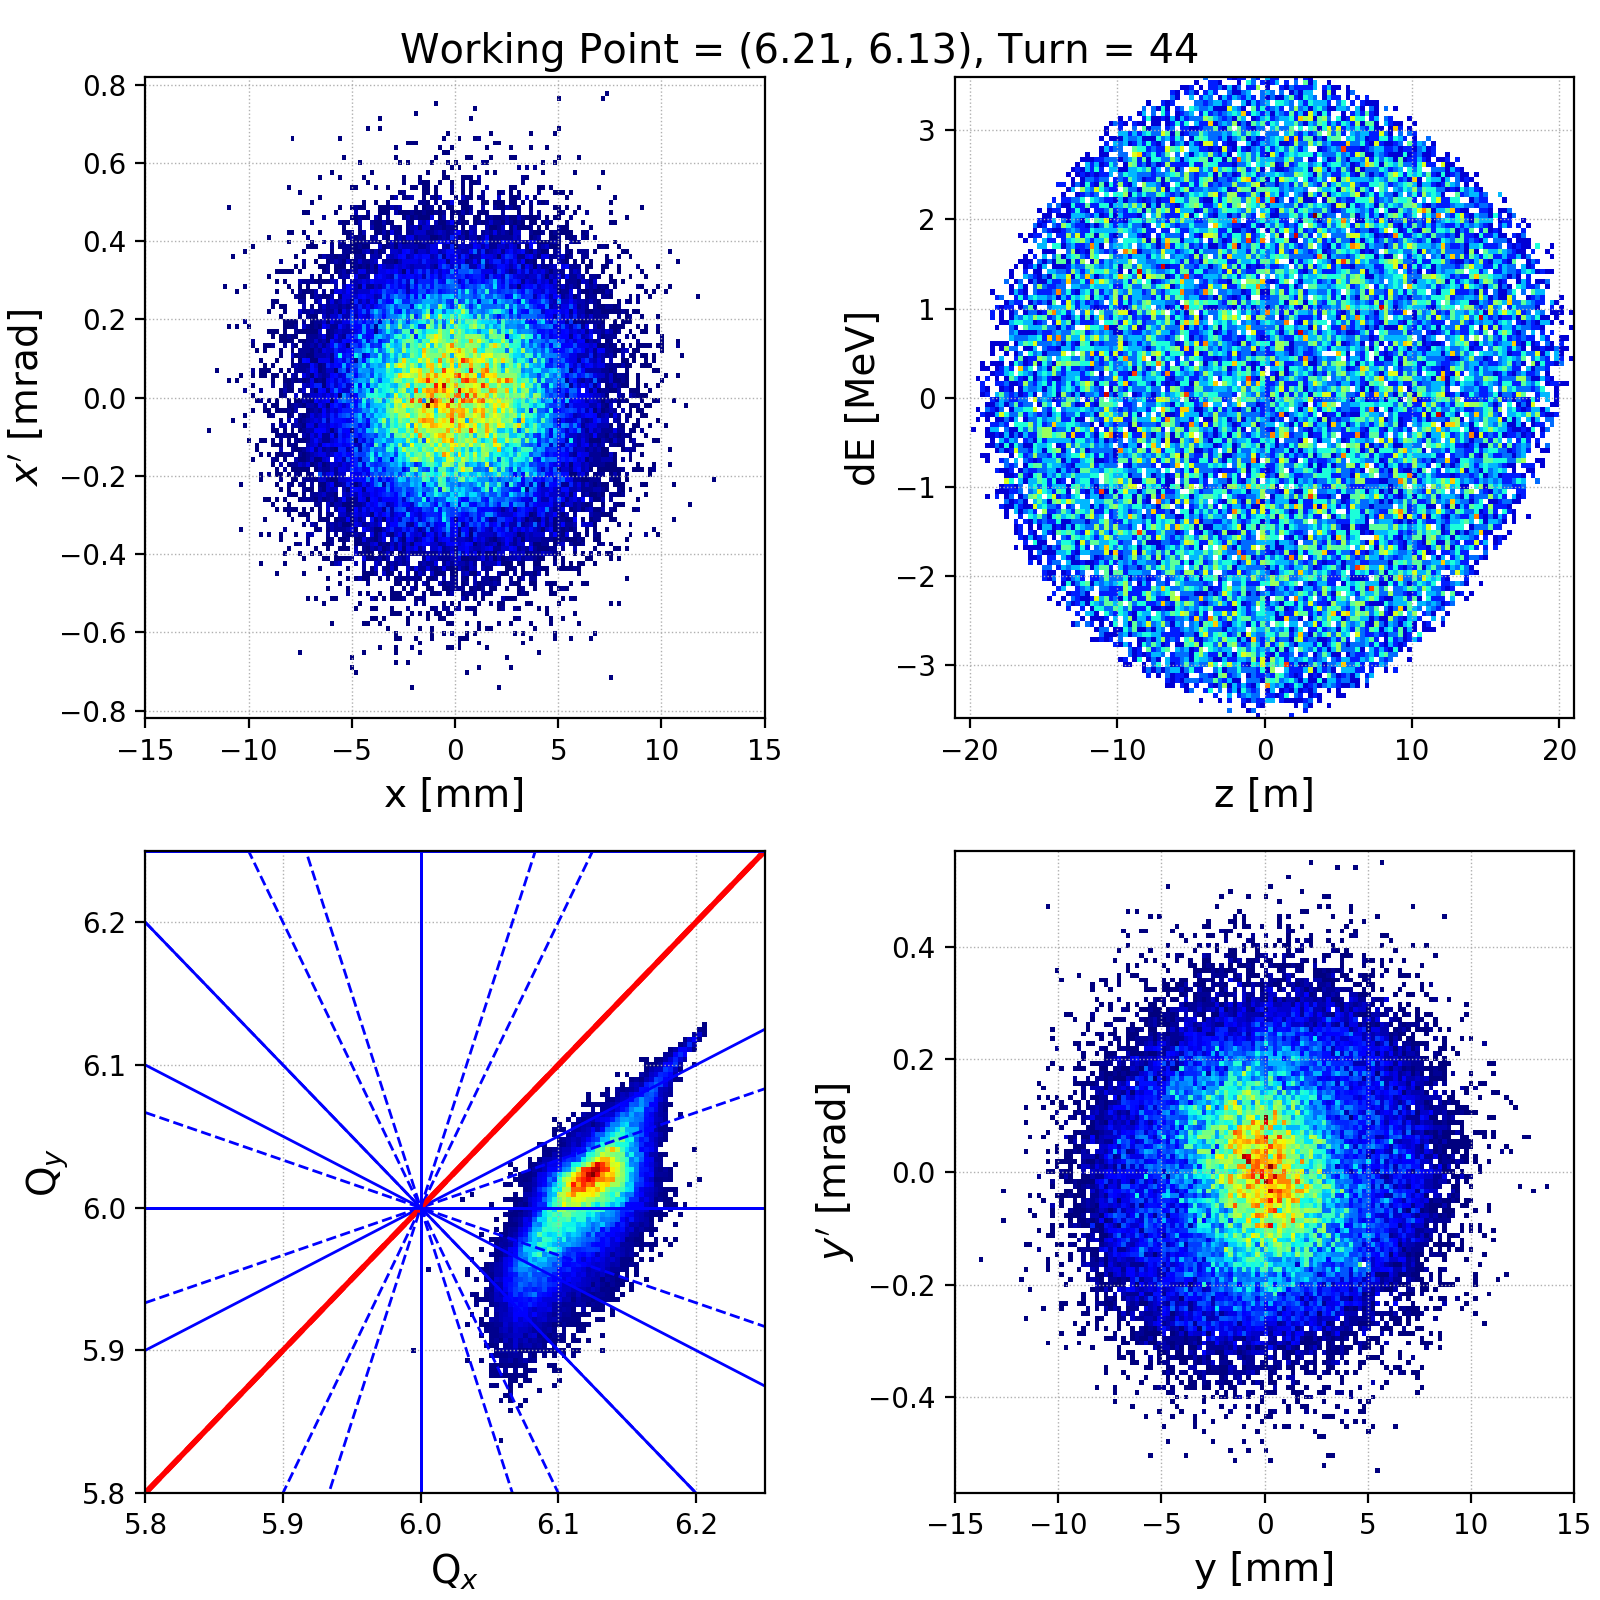 Working Point = (6.21, 6.13), Turn = 44
0.8
0.6
0.4
0.2
0.0
−0.2
−0.4
−0.6
−0.8
x′ [mrad]
−15 −10 −5 0 5 10 15
x [mm]
3
2
1
0
−1
−2
−3
dE [MeV]
−20 −10 0 10 20
z [m]
6.2
6.1
6.0
5.9
5.8
Qy
5.8 5.9 6.0 6.1 6.2
Qx
0.4
0.2
0.0
−0.2
−0.4
y′ [mrad]
−15 −10 −5 0 5 10 15
y [mm]